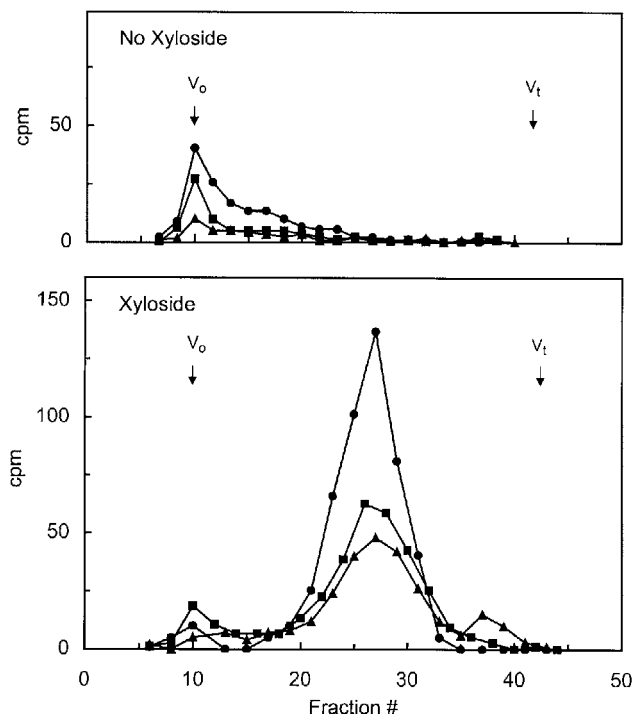 No Xyloside
V₀
Vₜ
50
0
cpm
Xyloside
V₀
Vₜ
150
100
50
0
cpm
0 10 20 30 40 50
Fraction #